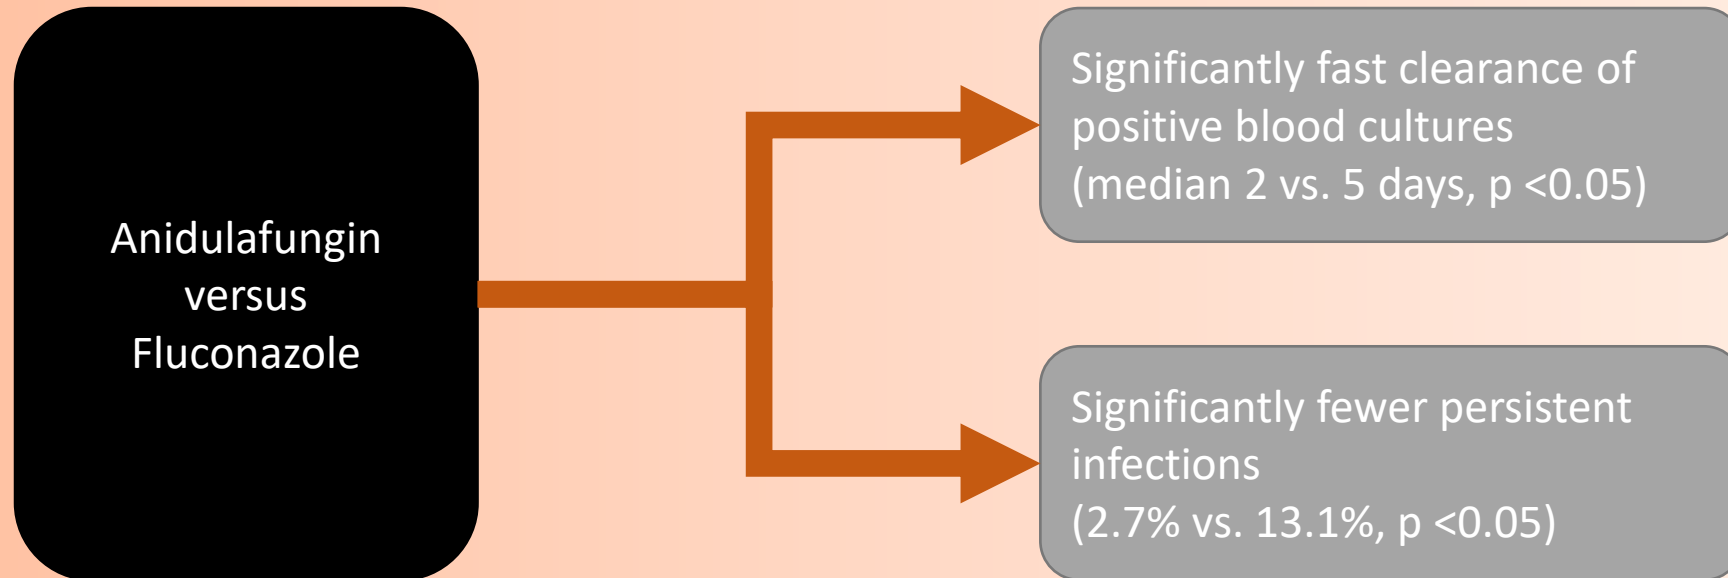 Anidulafungin
versus
Fluconazole
Significantly fast clearance of
positive blood cultures
(median 2 vs. 5 days, p <0.05)
Significantly fewer persistent
infections
(2.7% vs. 13.1%, p <0.05)